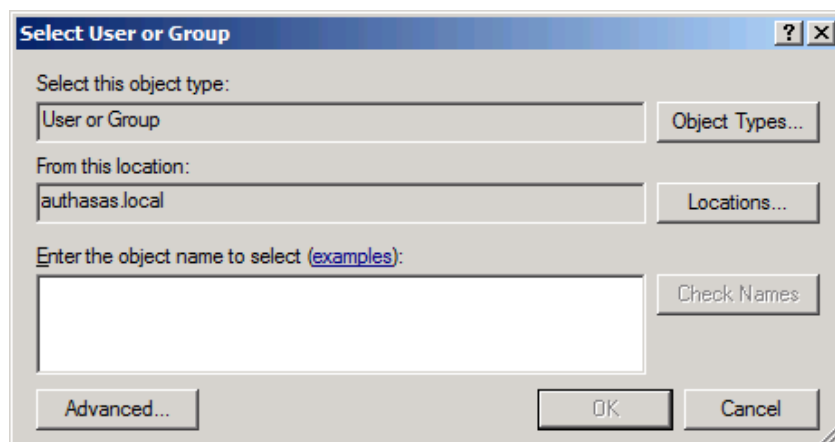 Select User or Group
Select this object type:
User or Group
Object Types...
From this location:
authasas.local
Locations...
Enter the object name to select (examples):
Check Names
Advanced...
OK
Cancel